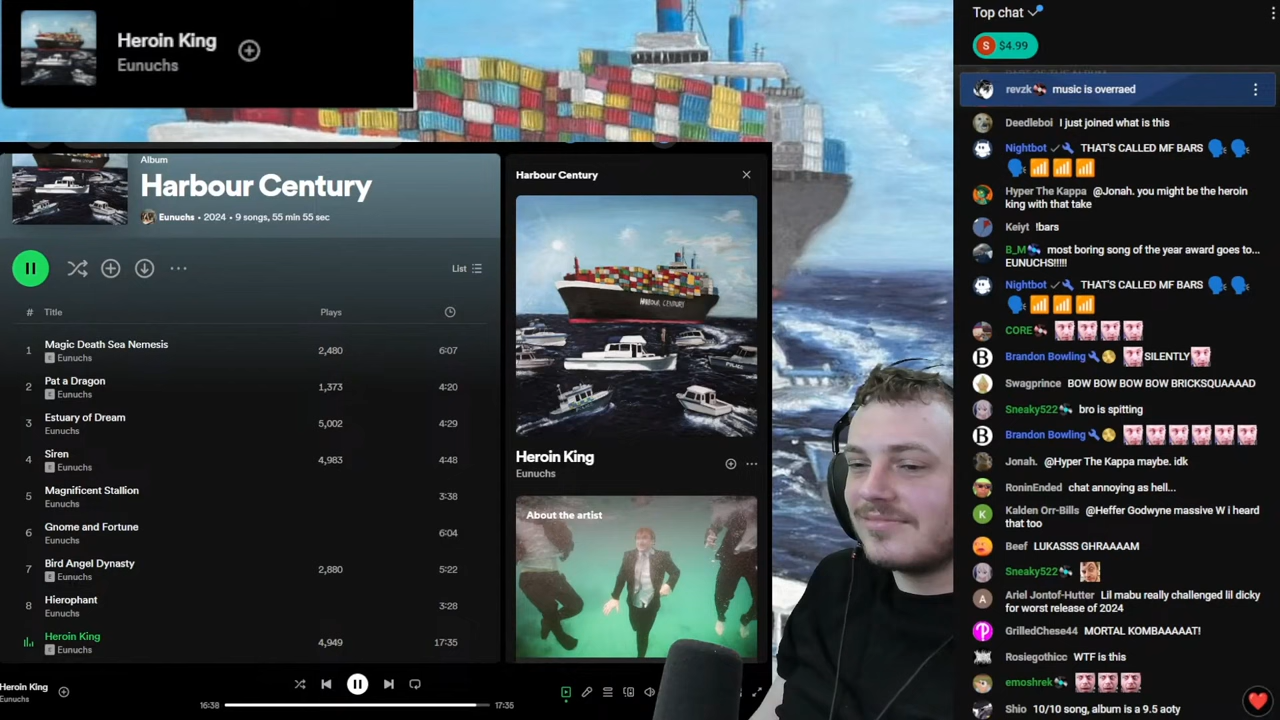 Heroin King
Eunuchs
Album
Harbour Century
Eunuchs • 2024 • 9 songs, 55 min 55 sec
List
# Title Plays
1 Magic Death Sea Nemesis 2,480 6:07
E Eunuchs
2 Pat a Dragon 1,373 4:20
E Eunuchs
3 Estuary of Dream 5,002 4:29
Eunuchs
4 Siren 4,983 4:48
E Eunuchs
5 Magnificent Stallion 3:38
Eunuchs
6 Gnome and Fortune 6:04
Eunuchs
7 Bird Angel Dynasty 2,880 5:22
E Eunuchs
8 Hierophant 3:28
Eunuchs
Heroin King 4,949 17:35
E Eunuchs
Harbour Century
HARBOUR CENTURY
POLICE
Heroin King
Eunuchs
About the artist
Heroin King
Eunuchs
16:38 17:35
Top chat
S $4.99
revzk music is overraed
Deedleboi I just joined what is this
Nightbot THAT'S CALLED MF BARS
Hyper The Kappa @Jonah. you might be the heroin
king with that take
Keiyt !bars
B_M most boring song of the year award goes to...
EUNUCHS!!!!!
Nightbot THAT'S CALLED MF BARS
CORE
Brandon Bowling SILENTLY
Swagprince BOW BOW BOW BOW BRICKSQUAAAAD
Sneaky522 bro is spitting
Brandon Bowling
Jonah. @Hyper The Kappa maybe. idk
RoninEnded chat annoying as hell...
K Kalden Orr-Bills @Heffer Godwyne massive W i heard
that too
Beef LUKASSS GHRAAAAM
Sneaky522
A Ariel Jontof-Hutter Lil mabu really challenged lil dicky
for worst release of 2024
GrilledChese44 MORTAL KOMBAAAAAT!
Rosiegothicc WTF is this
emoshrek
Shio 10/10 song, album is a 9.5 aoty